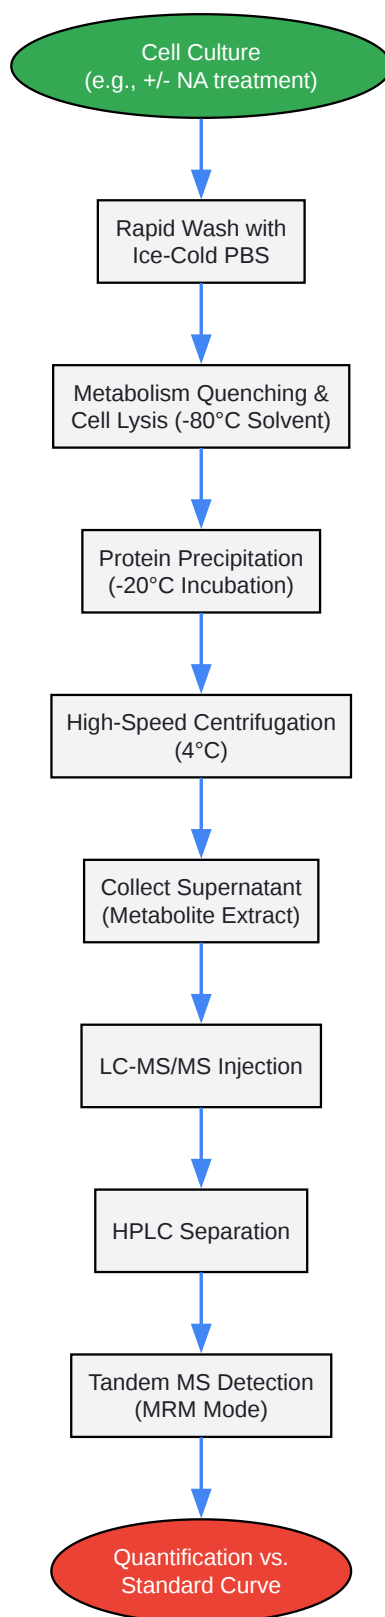 Cell Culture
(e.g., +/- NA treatment)
Rapid Wash with
Ice-Cold PBS
Metabolism Quenching &
Cell Lysis (-80°C Solvent)
Protein Precipitation
(-20°C Incubation)
High-Speed Centrifugation
(4°C)
Collect Supernatant
(Metabolite Extract)
LC-MS/MS Injection
HPLC Separation
Tandem MS Detection
(MRM Mode)
Quantification vs.
Standard Curve